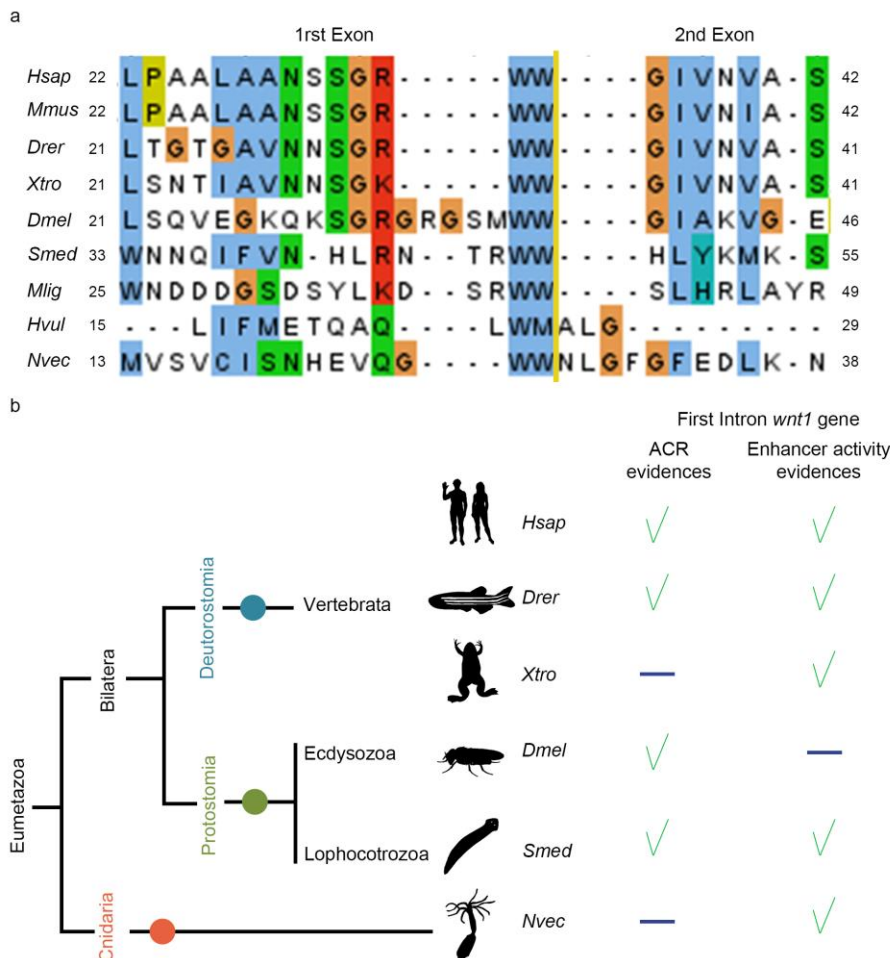 a
1rst Exon 2nd Exon
Hsap 22 LPAALAANSSGR-----WW----GIVNVA-S 42
Mmus 22 LPAALAANSSGR-----WW----GIVNIA-S 42
Drer 21 LTGTGAVNNSGR-----WW----GIVNVA-S 41
Xtro 21 LSNTIAVNNSGK-----WW----GIVNVA-S 41
Dmel 21 LSQVEGKQKSGRGRGSMWW----GIAKVG-E 46
Smed 33 WNNQIFVN-HLRN--TRWW----HLYKMK-S 55
Mlig 25 WNDDDGSDSYLKD--SRWW----SLHRLAYR 49
Hvul 15 ---LIFMETQAQ----LWMALG 29
Nvec 13 MVSVCISNHEVQG----WWNLGFGFEDLK-N 38
b
First Intron wnt1 gene
ACR evidences
Enhancer activity evidences
Hsap
Drer
Xtro
Dmel
Smed
Nvec
Vertebrata
Ecdysozoa
Lophocotrozoa
Deutorostomia
Protostomia
Bilatera
Eumetazoa
Cnidaria